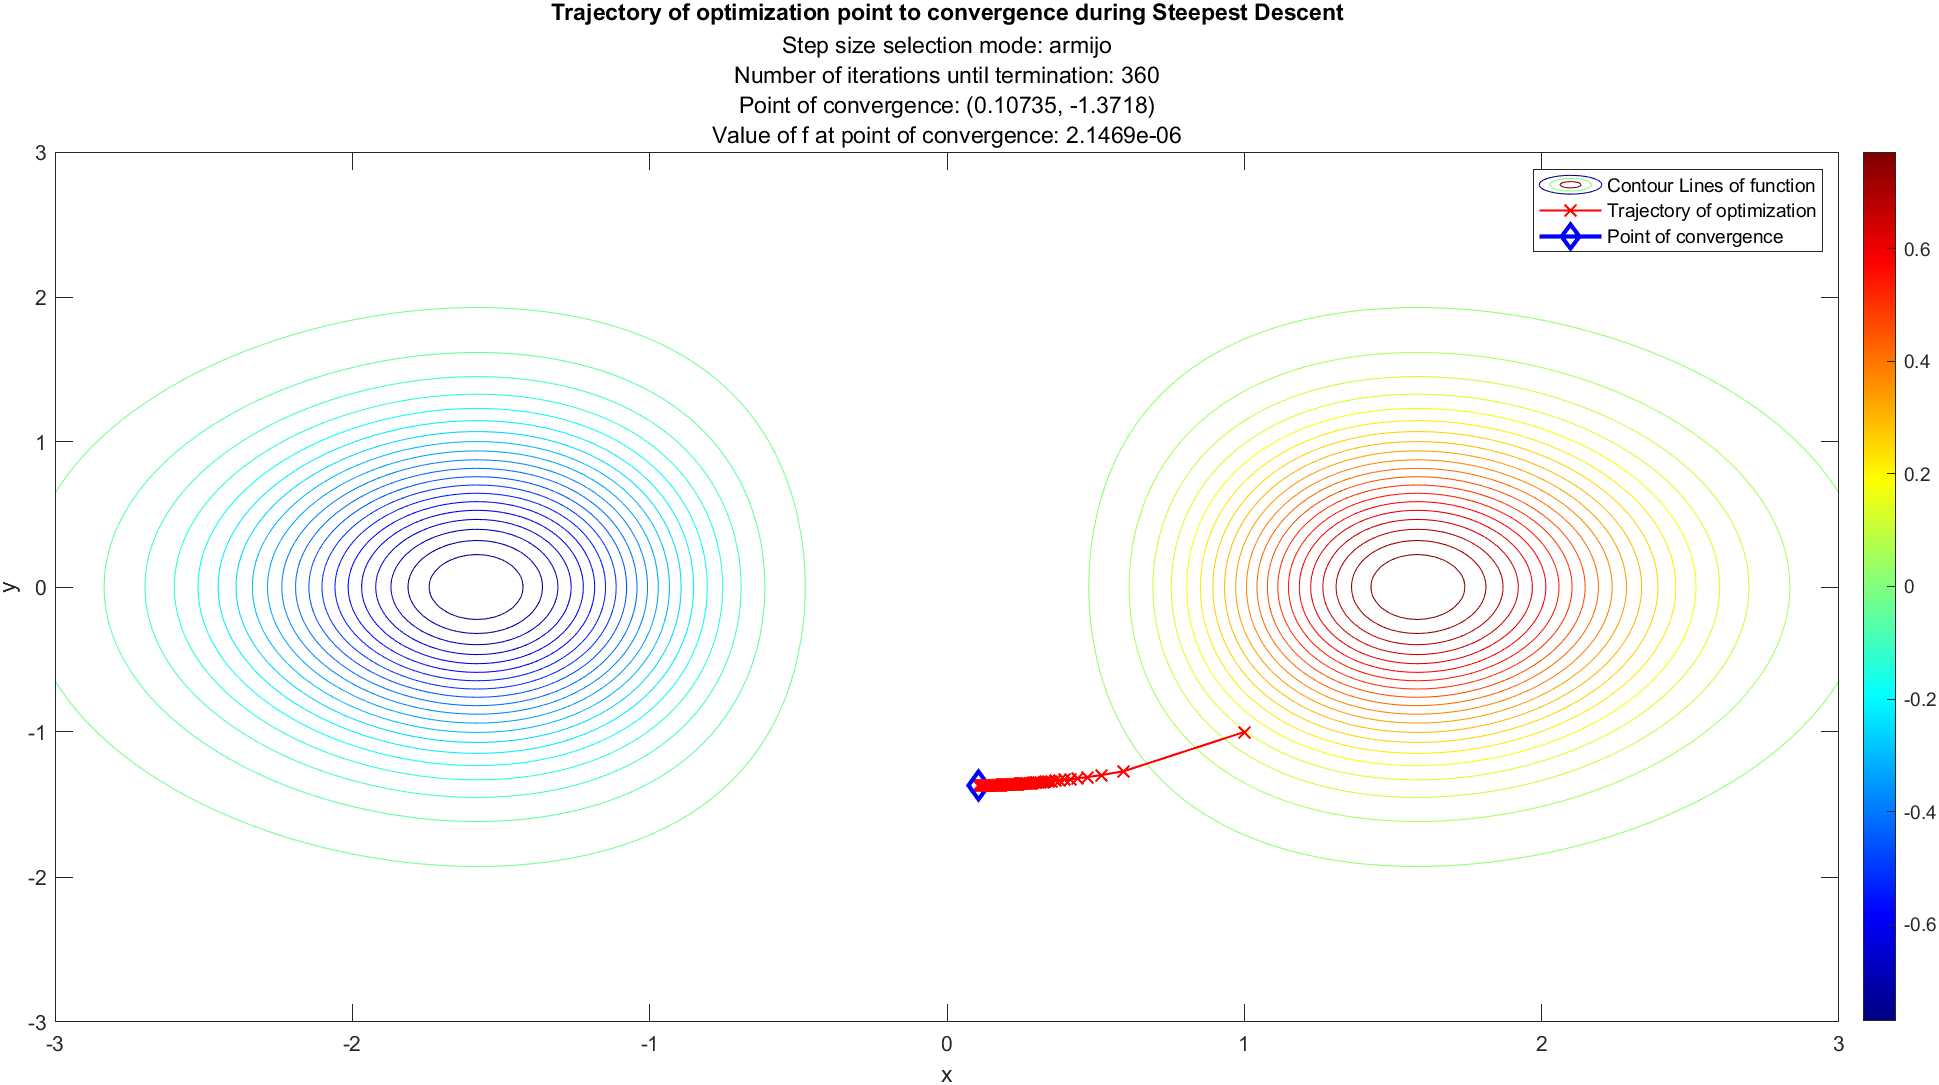 Trajectory of optimization point to convergence during Steepest Descent
Step size selection mode: armijo
Number of iterations until termination: 360
Point of convergence: (0.10735, -1.3718)
Value of f at point of convergence: 2.1469e-06
Contour Lines of function
Trajectory of optimization
Point of convergence
3
2
1
0
-1
-2
-3
y
-3
-2
-1
0
1
2
3
x
0.6
0.4
0.2
0
-0.2
-0.4
-0.6